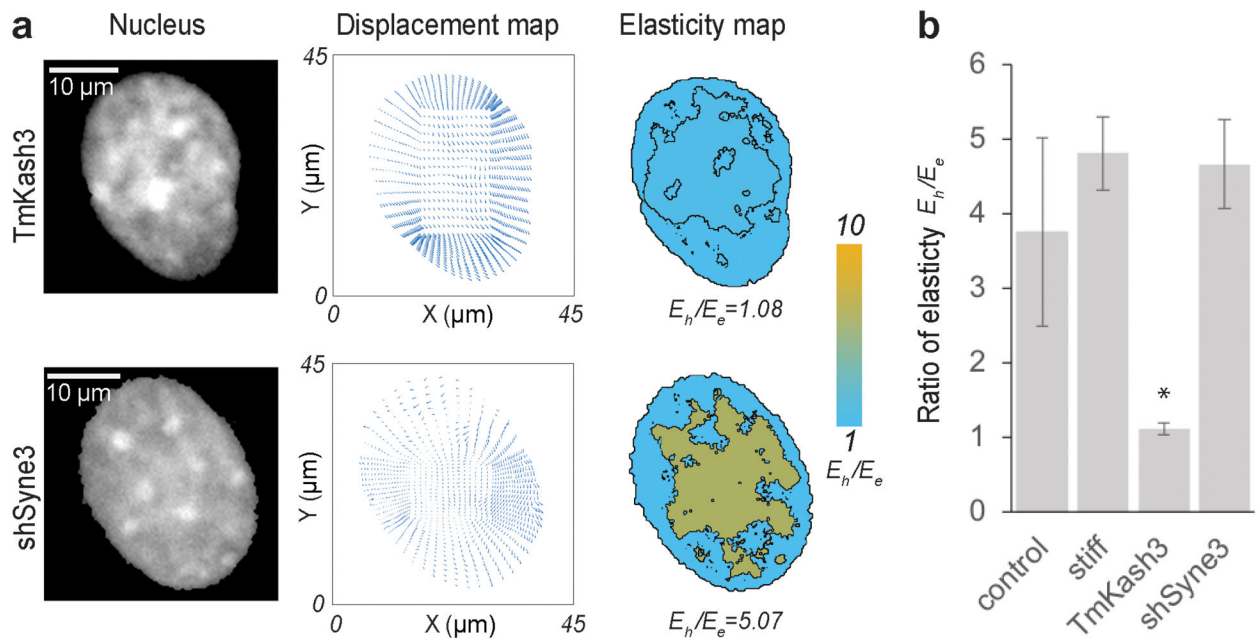 a
Nucleus
Displacement map
Elasticity map
b
TmKash3
10 µm
45
Y (µm)
0
0
X (µm)
45
E_h/E_e=1.08
10
1
E_h/E_e
shSyne3
10 µm
45
Y (µm)
0
0
X (µm)
45
E_h/E_e=5.07
Ratio of elasticty E_h/E_e
6
5
4
3
2
1
0
*
control
stiff
TmKash3
shSyne3